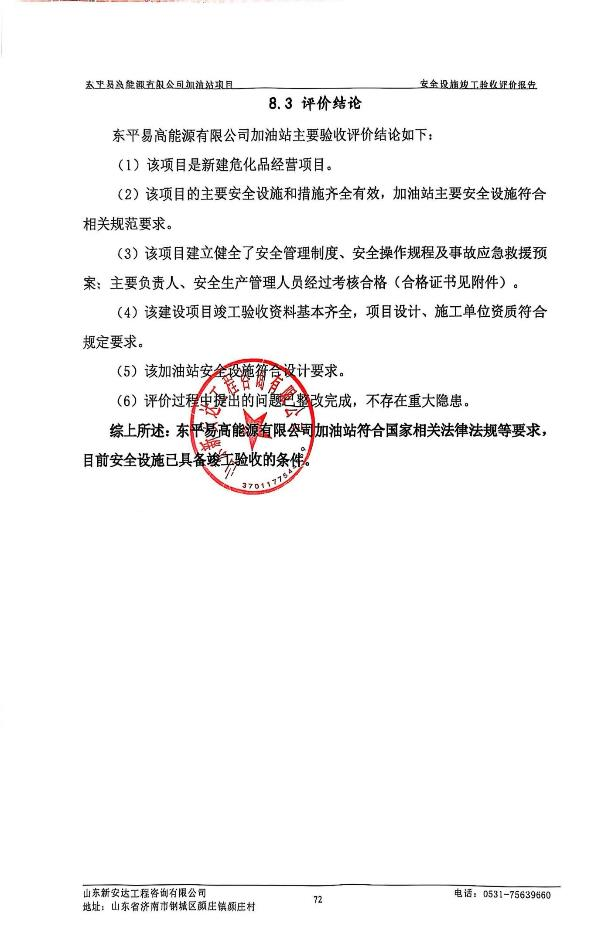 东平易高能源有限公司加油站项目 安全设施竣工验收评价报告
8.3 评价结论
东平易高能源有限公司加油站主要验收评价结论如下：
（1）该项目是新建危化品经营项目。
（2）该项目的主要安全设施和措施齐全有效，加油站主要安全设施符合
相关规范要求。
（3）该项目建立健全了安全管理制度、安全操作规程及事故应急救援预
案；主要负责人、安全生产管理人员经过考核合格（合格证书见附件）。
（4）该建设项目竣工验收资料基本齐全，项目设计、施工单位资质符合
规定要求。
（5）该加油站安全设施符合设计要求。
（6）评价过程中提出的问题已整改完成，不存在重大隐患。
综上所述：东平易高能源有限公司加油站符合国家相关法律法规等要求，
目前安全设施已具备竣工验收的条件。
山东新安达工程咨询有限公司 电话：0531-75639660
地址：山东省济南市钢城区颜庄镇颜庄村
72